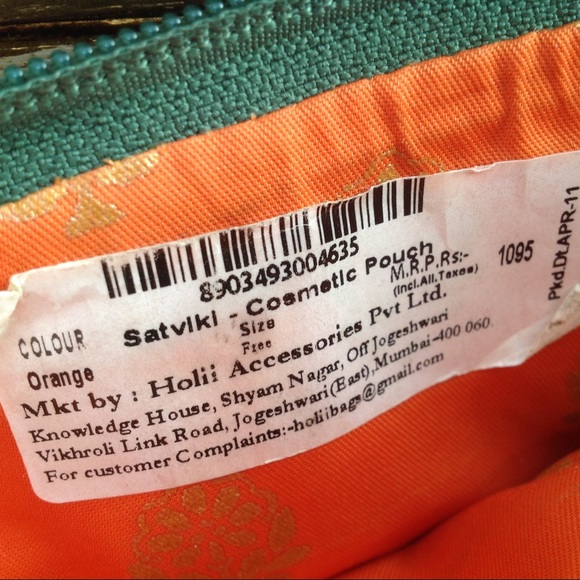 8903493004635
Satviki - Cosmetic Pouch
COLOUR Size M.R.P.Rs:- 1095
Orange Free (Incl.All.Taxes)
Mkt by : Holii Accessories Pvt Ltd.
Knowledge House, Shyam Nagar, Off Jogeshwari
Vikhroli Link Road, Jogeshwari(East),Mumbai-400 060.
For customer Complaints:-holiibags@gmail.com
Pkd.Dt.APR-11